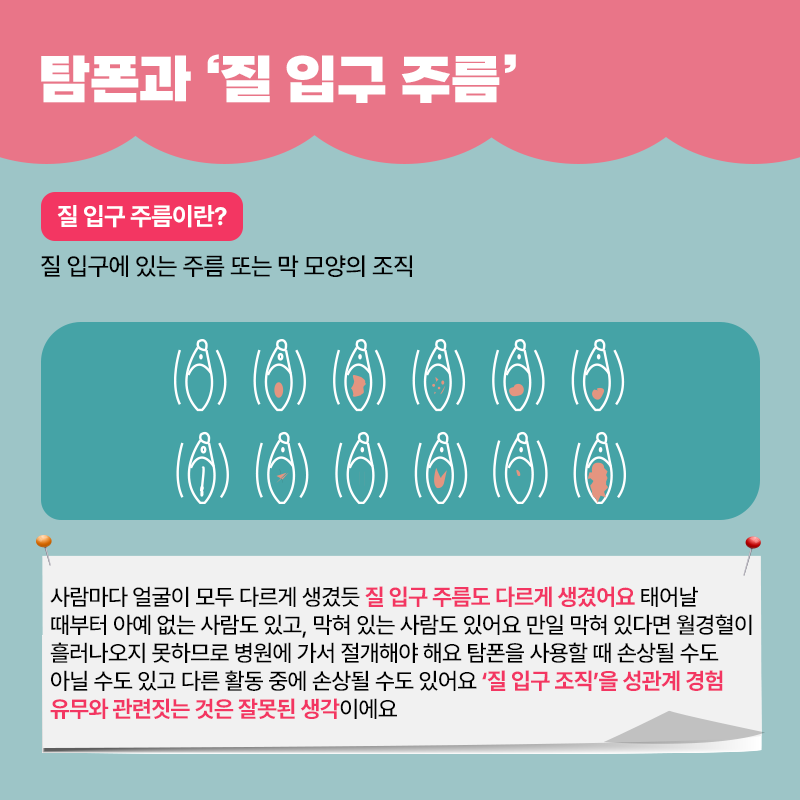 탐폰과 ‘질 입구 주름’
질 입구 주름이란?
질 입구에 있는 주름 또는 막 모양의 조직
사람마다 얼굴이 모두 다르게 생겼듯 질 입구 주름도 다르게 생겼어요 태어날
때부터 아예 없는 사람도 있고, 막혀 있는 사람도 있어요 만일 막혀 있다면 월경혈이
흘러나오지 못하므로 병원에 가서 절개해야 해요 탐폰을 사용할 때 손상될 수도
아닐 수도 있고 다른 활동 중에 손상될 수도 있어요 ‘질 입구 조직’을 성관계 경험
유무와 관련짓는 것은 잘못된 생각이에요